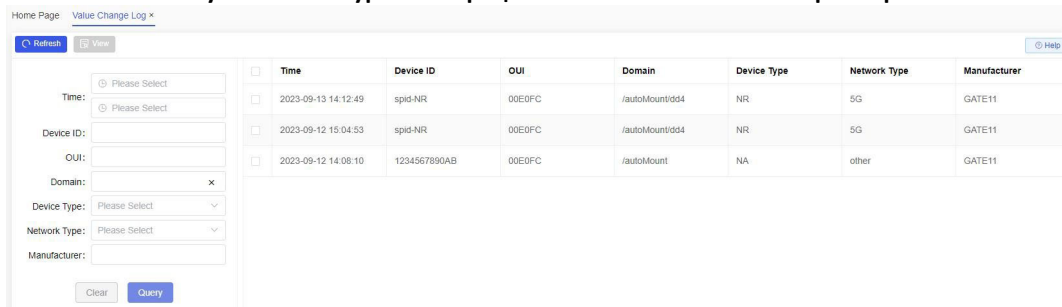 Home Page Value Change Log ×
Refresh View
Help
Time:
Please Select
Please Select
Device ID:
OUI:
Domain: ×
Device Type: Please Select
Network Type: Please Select
Manufacturer:
Clear Query
Time Device ID OUI Domain Device Type Network Type Manufacturer
2023-09-13 14:12:49 spid-NR 00E0FC /autoMount/dd4 NR 5G GATE11
2023-09-12 15:04:53 spid-NR 00E0FC /autoMount/dd4 NR 5G GATE11
2023-09-12 14:08:10 1234567890AB 00E0FC /autoMount NA other GATE11